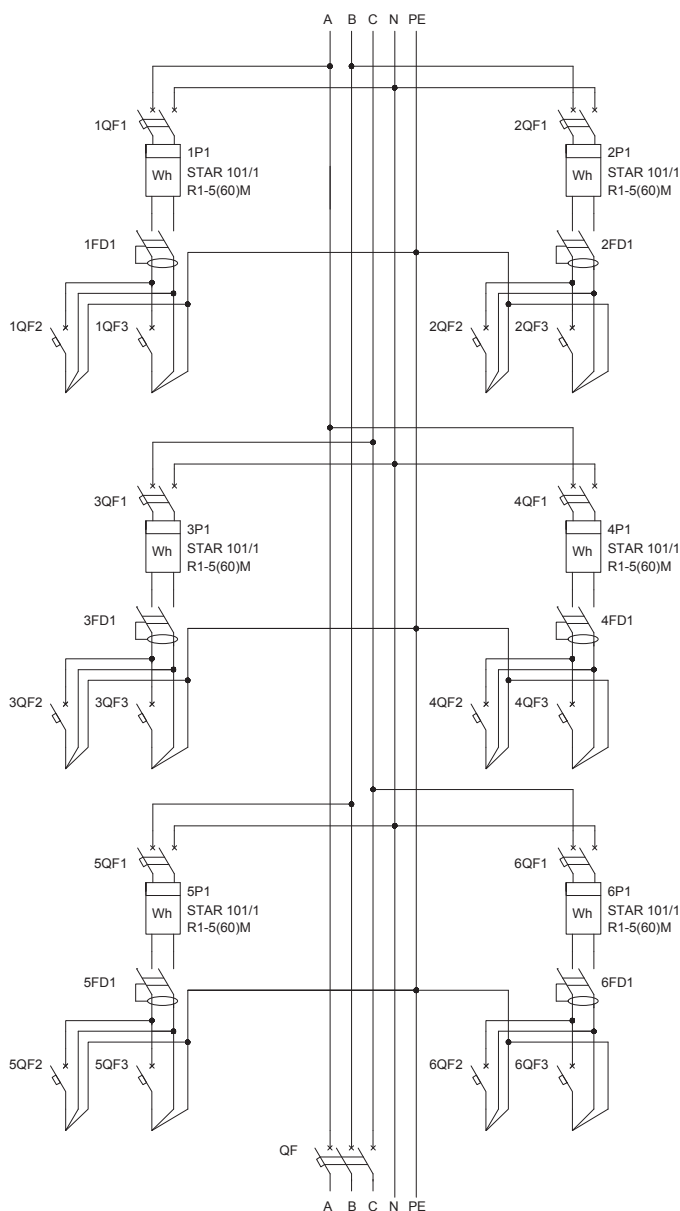 A B C N PE
1QF1
1P1
Wh
STAR 101/1
R1-5(60)M
1FD1
1QF2
1QF3
2QF1
2P1
Wh
STAR 101/1
R1-5(60)M
2FD1
2QF2
2QF3
3QF1
3P1
Wh
STAR 101/1
R1-5(60)M
3FD1
3QF2
3QF3
4QF1
4P1
Wh
STAR 101/1
R1-5(60)M
4FD1
4QF2
4QF3
5QF1
5P1
Wh
STAR 101/1
R1-5(60)M
5FD1
5QF2
5QF3
6QF1
6P1
Wh
STAR 101/1
R1-5(60)M
6FD1
6QF2
6QF3
QF
A B C N PE